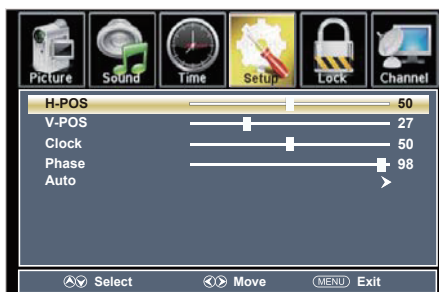 Picture Sound Time Setup Lock Channel
H-POS 50
V-POS 27
Clock 50
Phase 98
Auto
Select Move MENU Exit